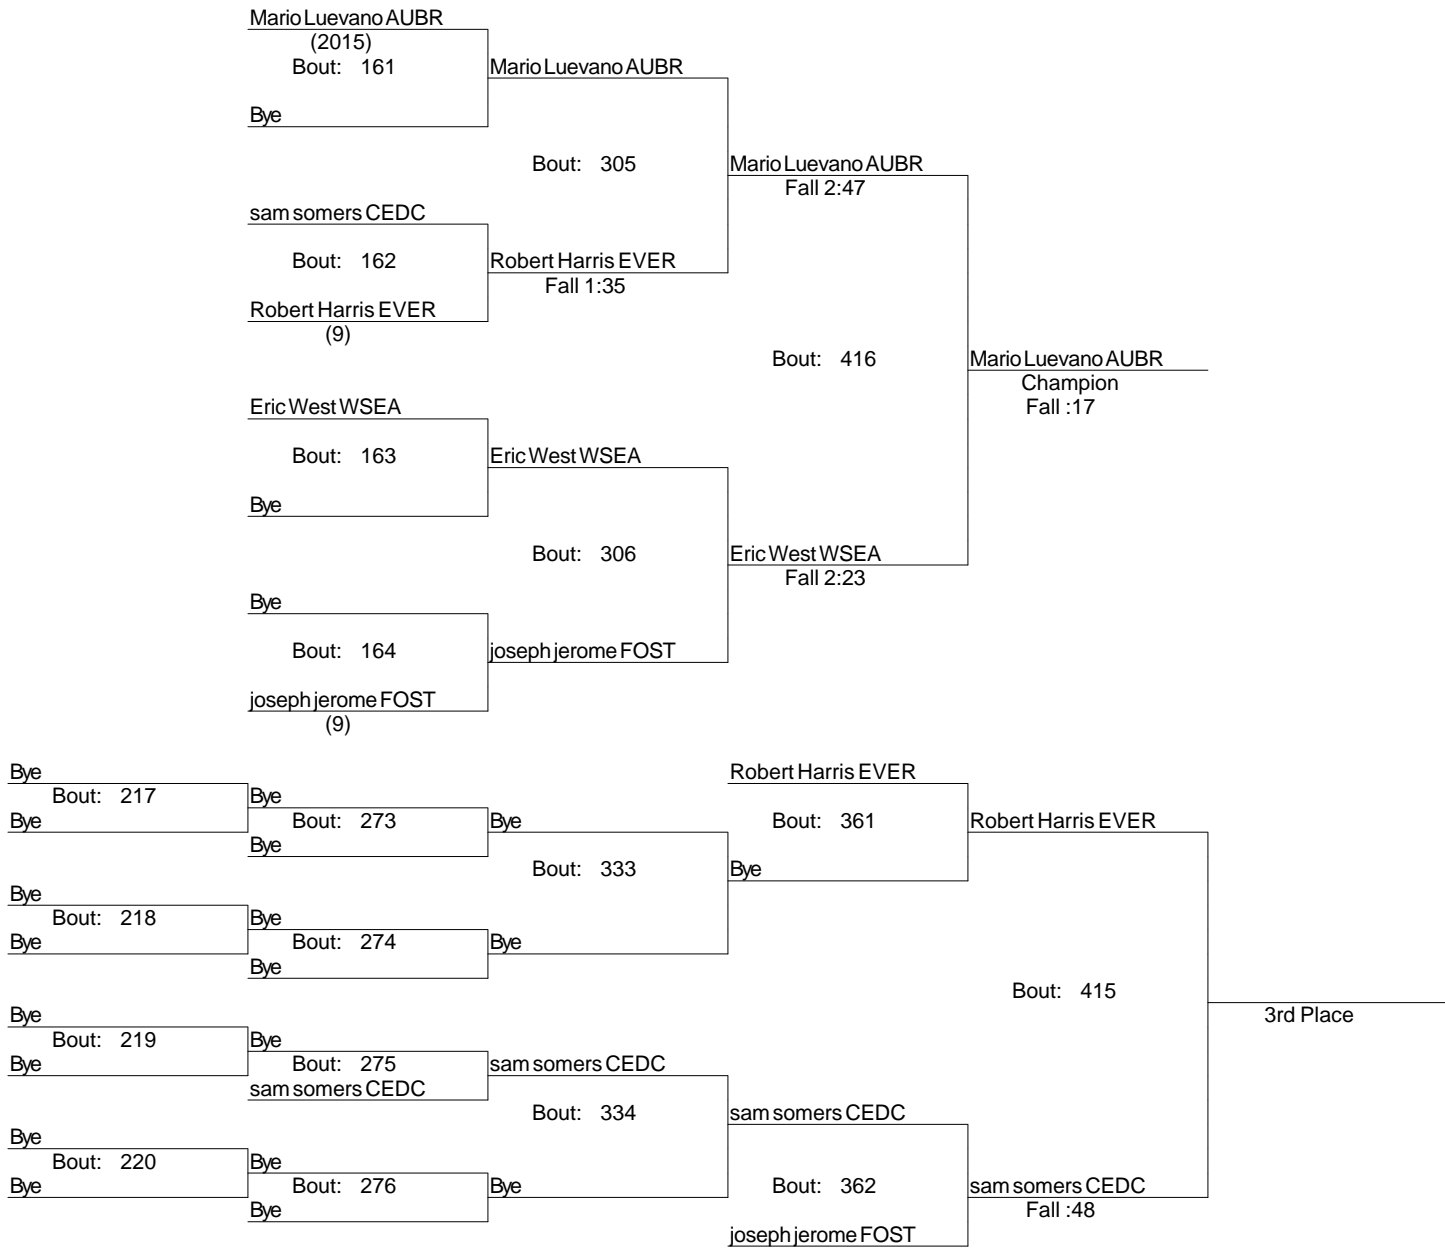 Mario Luevano AUBR
(2015)
Bout: 161
Mario Luevano AUBR
Bye
Bout: 305
Mario Luevano AUBR
Fall 2:47
sam somers CEDC
Bout: 162
Robert Harris EVER
Fall 1:35
Robert Harris EVER
(9)
Bout: 416
Mario Luevano AUBR
Champion
Fall :17
Eric West WSEA
Bout: 163
Eric West WSEA
Bye
Bout: 306
Eric West WSEA
Fall 2:23
Bye
Bout: 164
joseph jerome FOST
joseph jerome FOST
(9)
Bye
Robert Harris EVER
Bout: 217
Bye
Bye
Bout: 273
Bye
Bout: 361
Robert Harris EVER
Bye
Bout: 333
Bye
Bye
Bout: 218
Bye
Bye
Bout: 274
Bye
Bye
Bout: 415
3rd Place
Bye
Bout: 219
Bye
Bye
Bout: 275
sam somers CEDC
sam somers CEDC
Bout: 334
sam somers CEDC
Bye
Bout: 220
Bye
Bye
Bout: 276
Bye
Bout: 362
sam somers CEDC
Fall :48
Bye
joseph jerome FOST